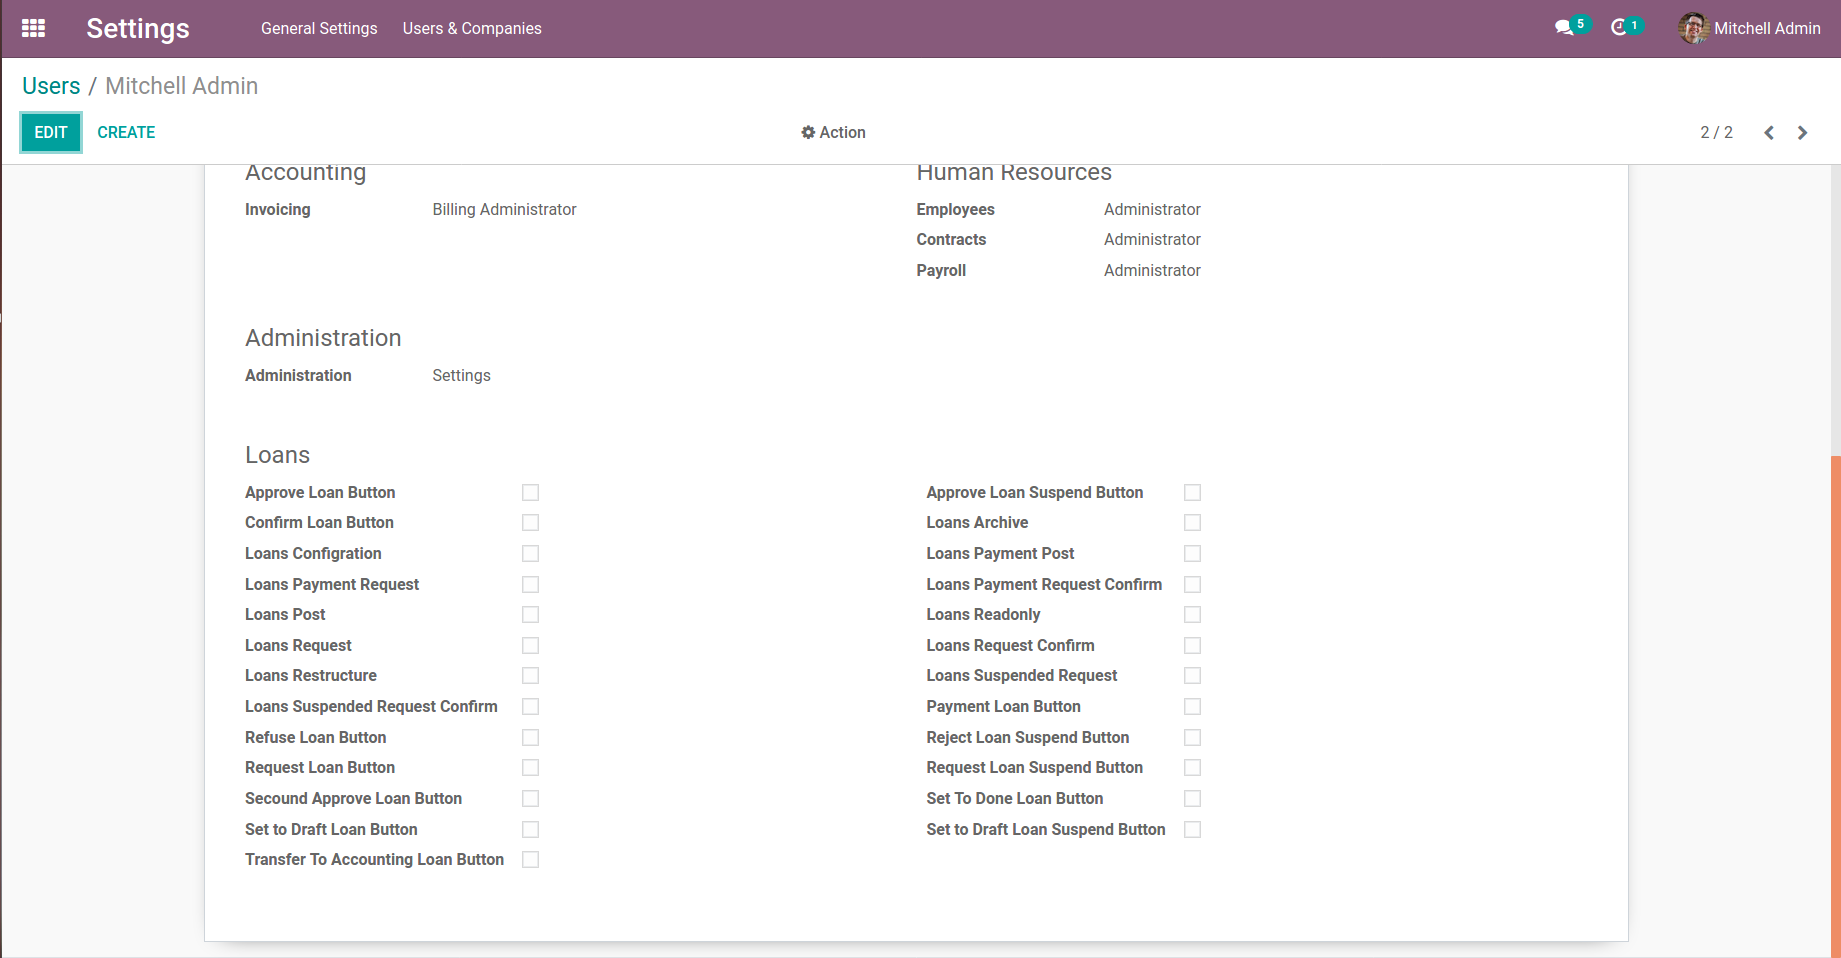 Settings General Settings Users & Companies 5 1 Mitchell Admin
Users / Mitchell Admin
EDIT CREATE Action 2 / 2
Accounting Human Resources
Invoicing Billing Administrator Employees Administrator
Contracts Administrator
Payroll Administrator
Administration
Administration Settings
Loans
Approve Loan Button Approve Loan Suspend Button
Confirm Loan Button Loans Archive
Loans Configration Loans Payment Post
Loans Payment Request Loans Payment Request Confirm
Loans Post Loans Readonly
Loans Request Loans Request Confirm
Loans Restructure Loans Suspended Request
Loans Suspended Request Confirm Payment Loan Button
Refuse Loan Button Reject Loan Suspend Button
Request Loan Button Request Loan Suspend Button
Secound Approve Loan Button Set To Done Loan Button
Set to Draft Loan Button Set to Draft Loan Suspend Button
Transfer To Accounting Loan Button